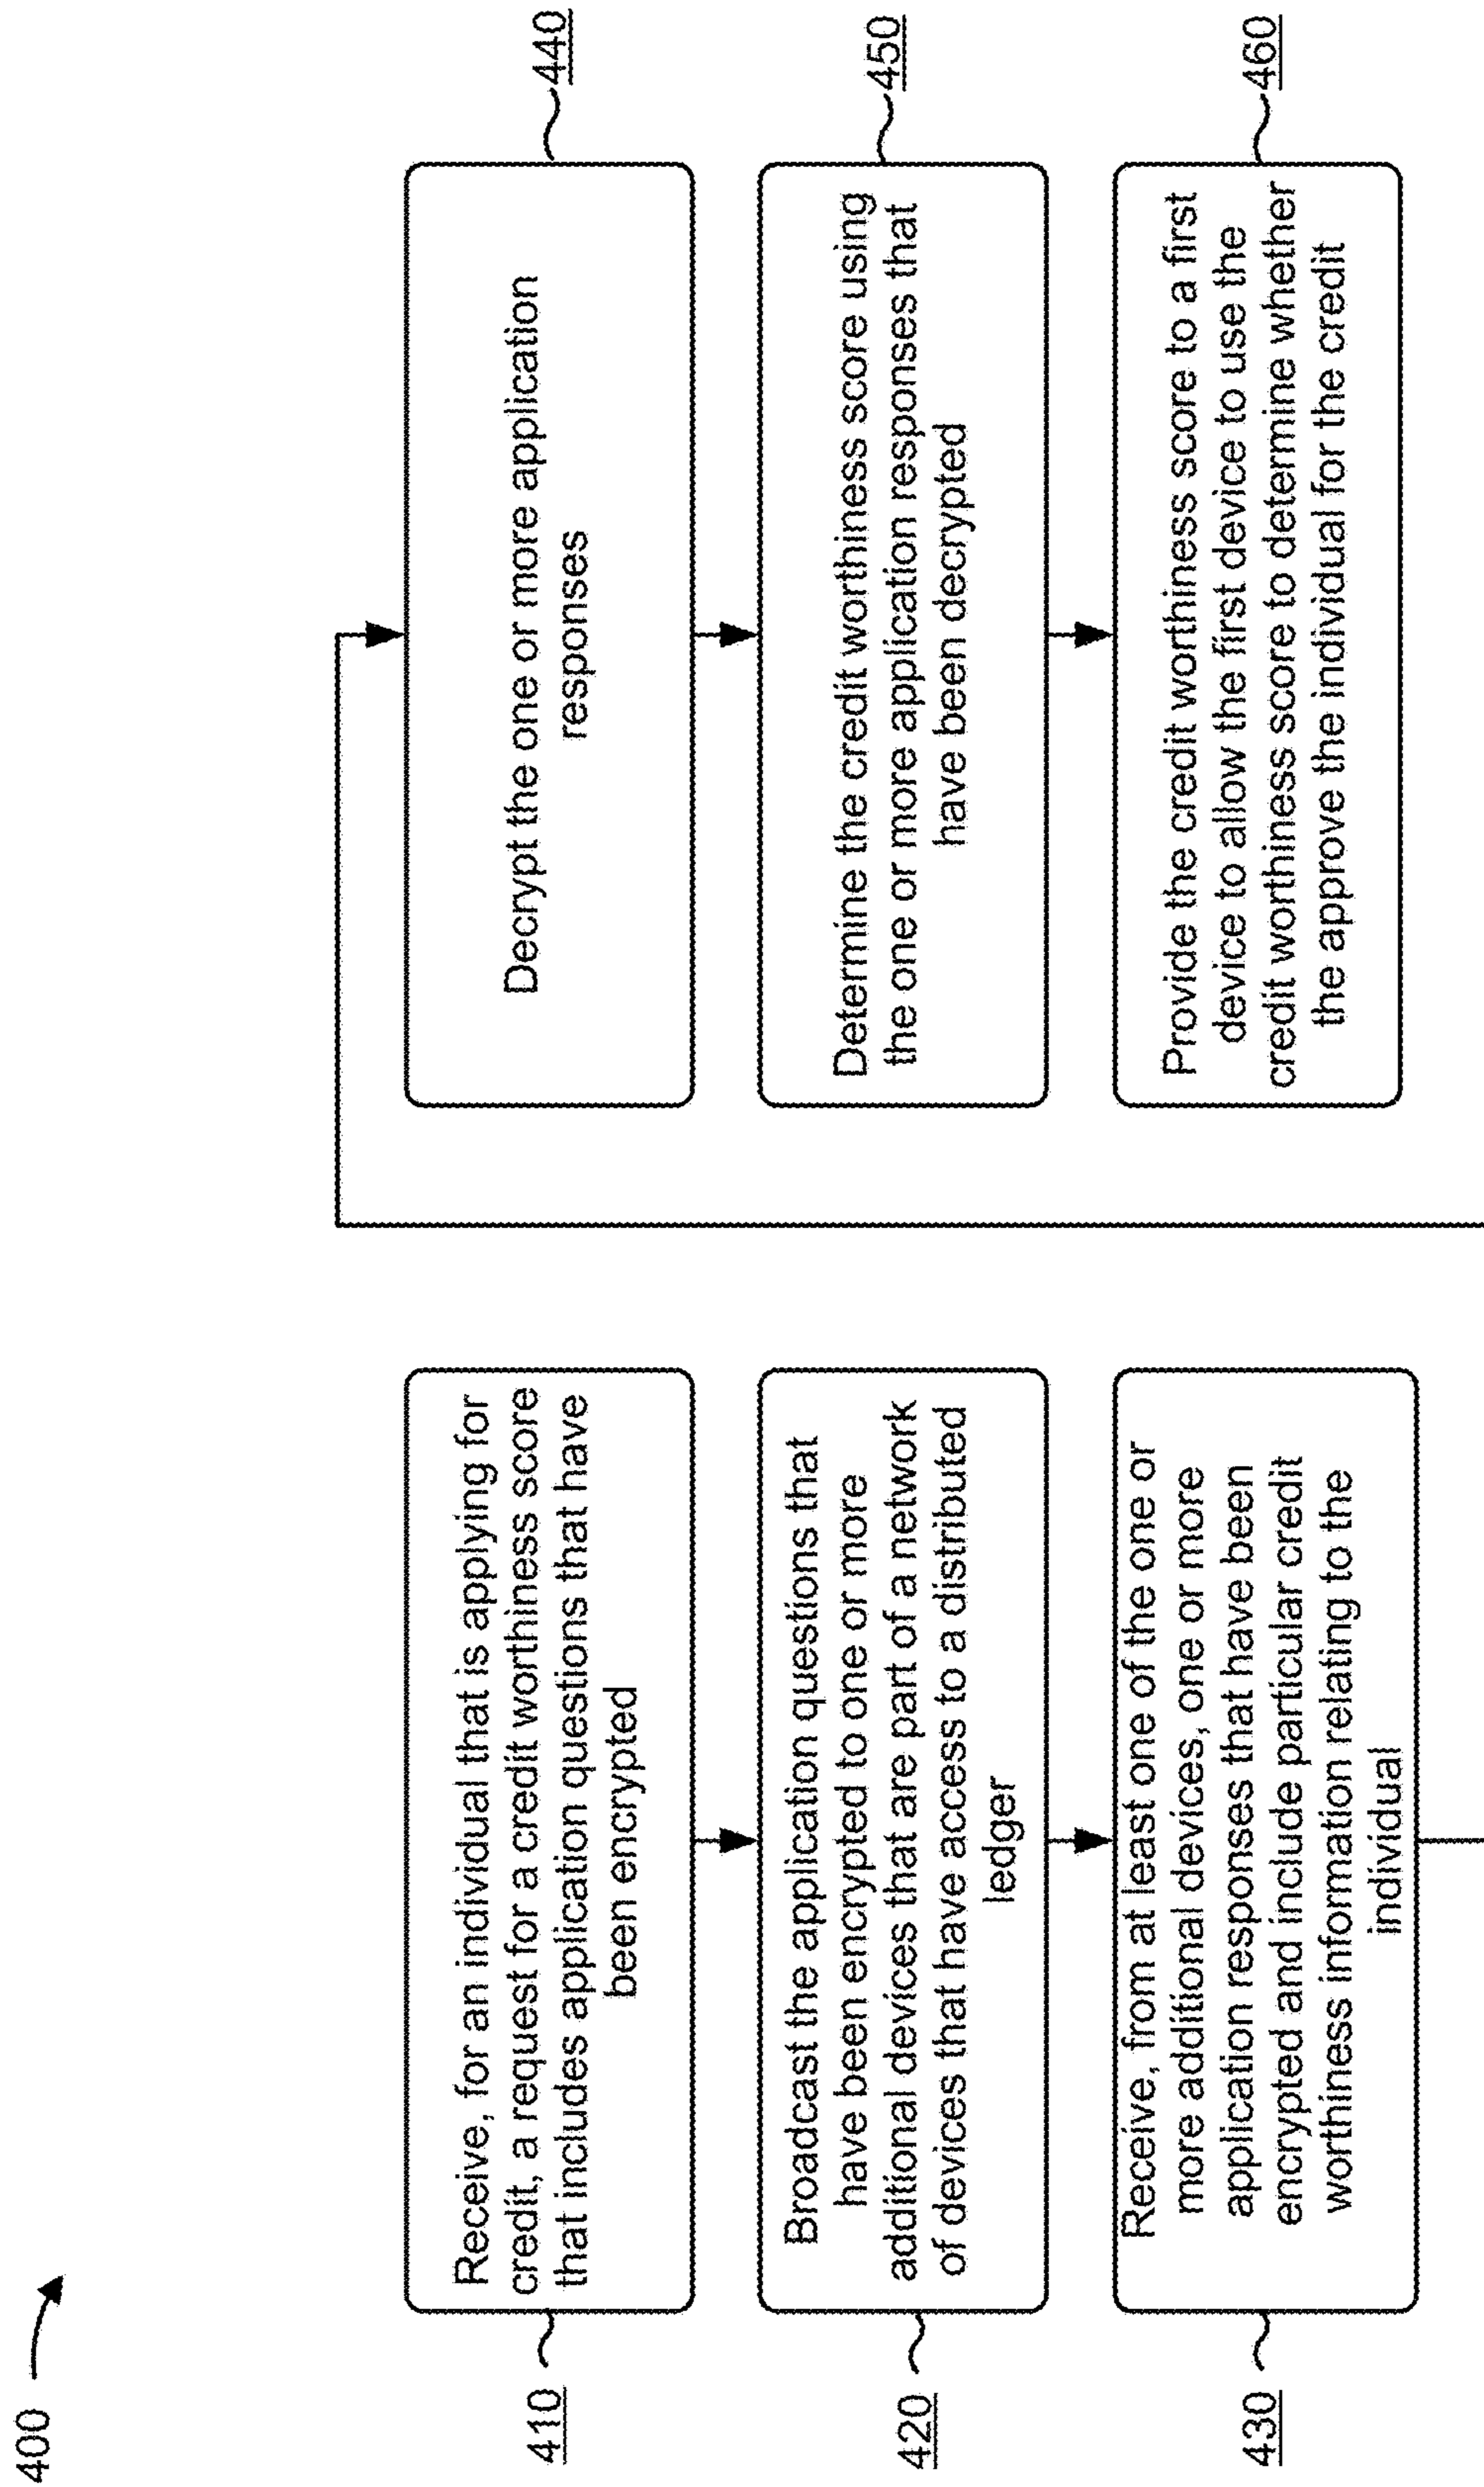 400
410
Receive, for an individual that is applying for
credit, a request for a credit worthiness score
that includes application questions that have
been encrypted
420
Broadcast the application questions that
have been encrypted to one or more
additional devices that are part of a network
of devices that have access to a distributed
ledger
430
Receive, from at least one of the one or
more additional devices, one or more
application responses that have been
encrypted and include particular credit
worthiness information relating to the
individual
440
Decrypt the one or more application
responses
450
Determine the credit worthiness score using
the one or more application responses that
have been decrypted
460
Provide the credit worthiness score to a first
device to allow the first device to use the
credit worthiness score to determine whether
the approve the individual for the credit